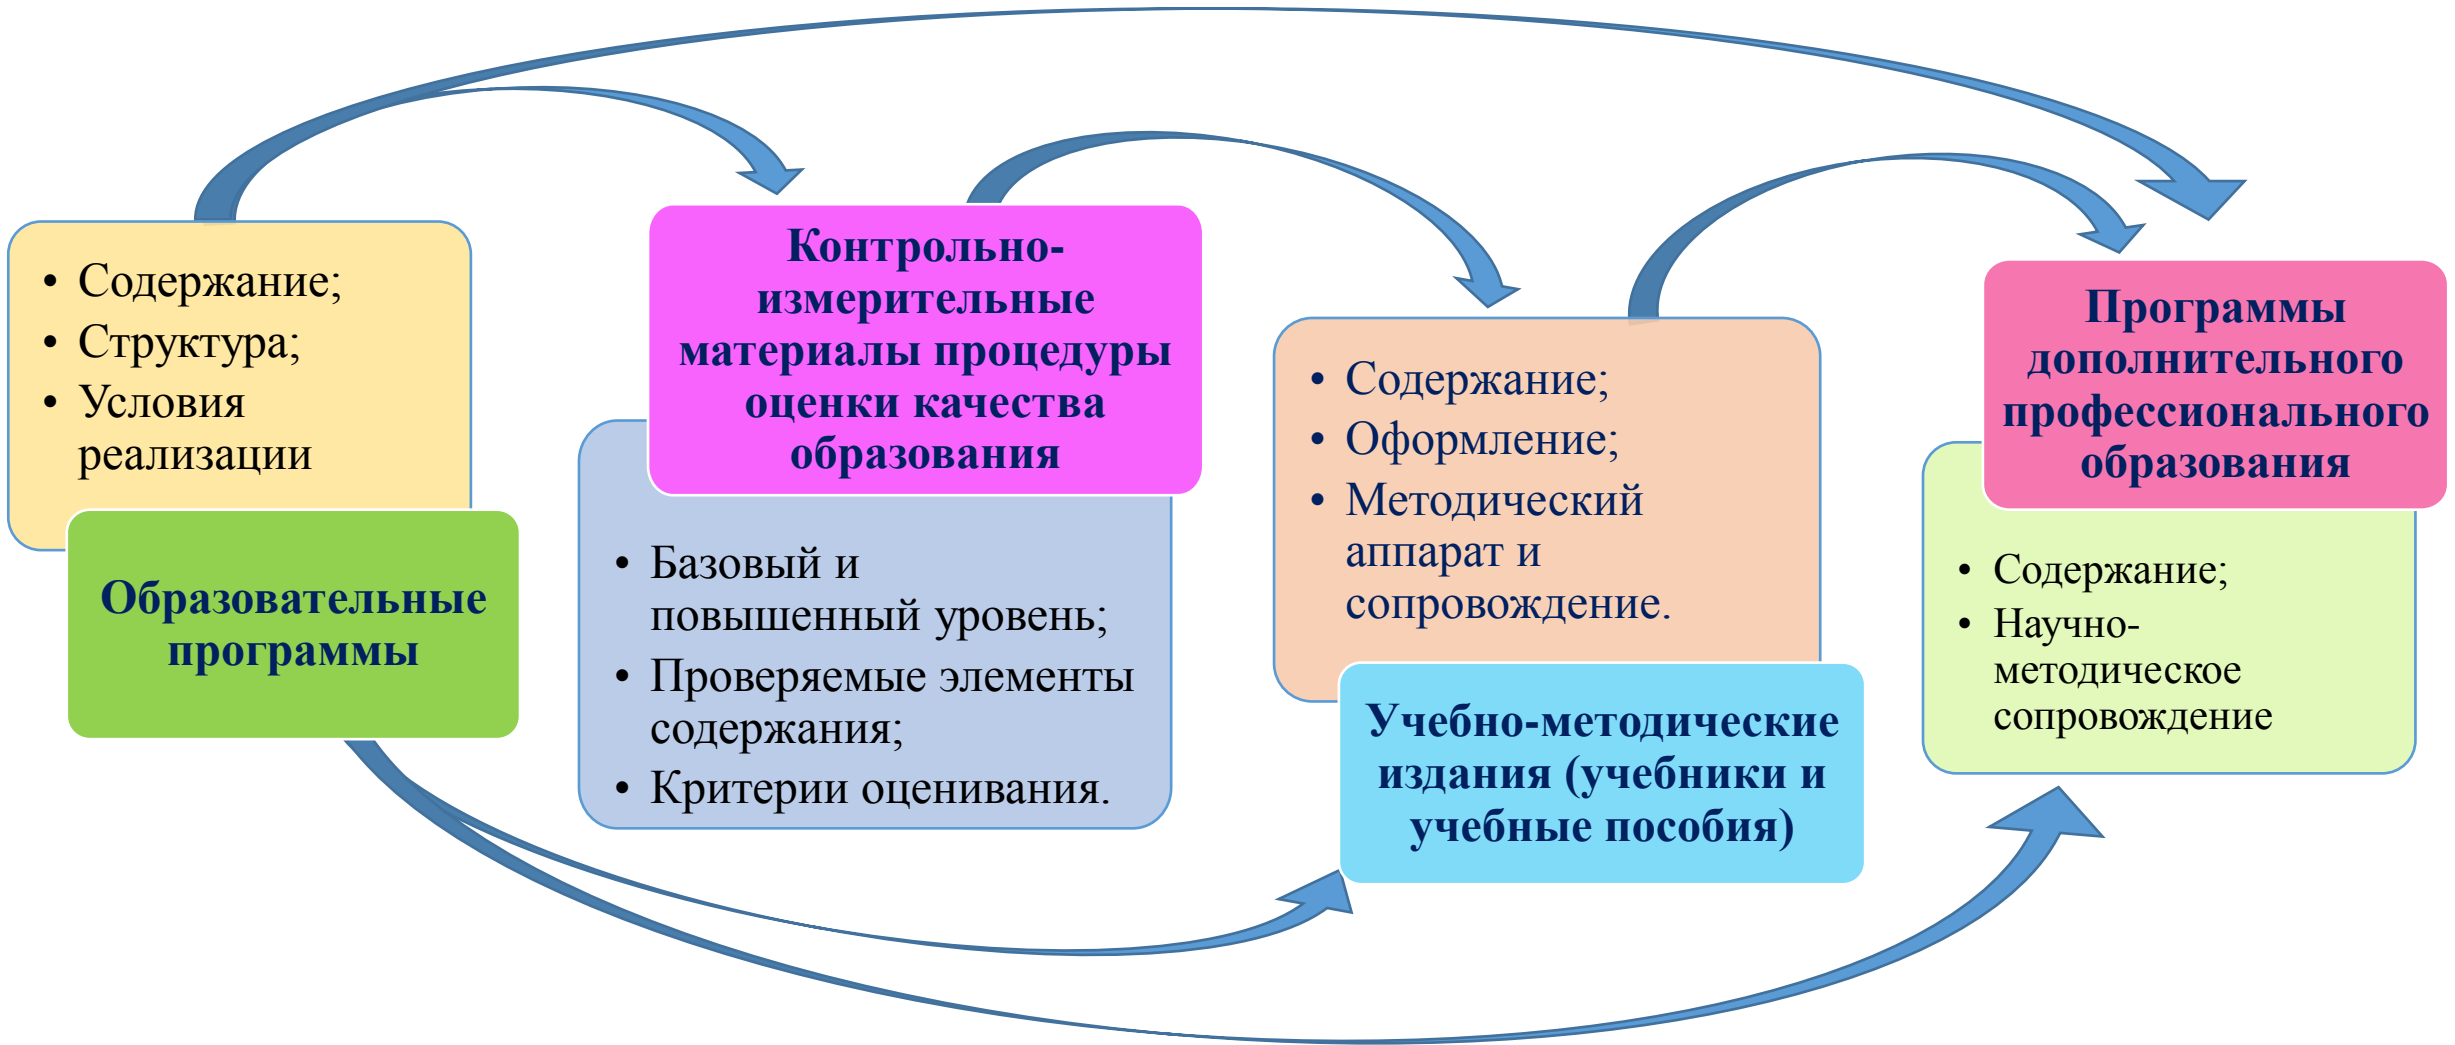 • Содержание;
• Структура;
• Условия
реализации
Образовательные
программы
Контрольно-
измерительные
материалы процедуры
оценки качества
образования
• Базовый и
повышенный уровень;
• Проверяемые элементы
содержания;
• Критерии оценивания.
• Содержание;
• Оформление;
• Методический
аппарат и
сопровождение.
Учебно-методические
издания (учебники и
учебные пособия)
Программы
дополнительного
профессионального
образования
• Содержание;
• Научно-
методическое
сопровождение